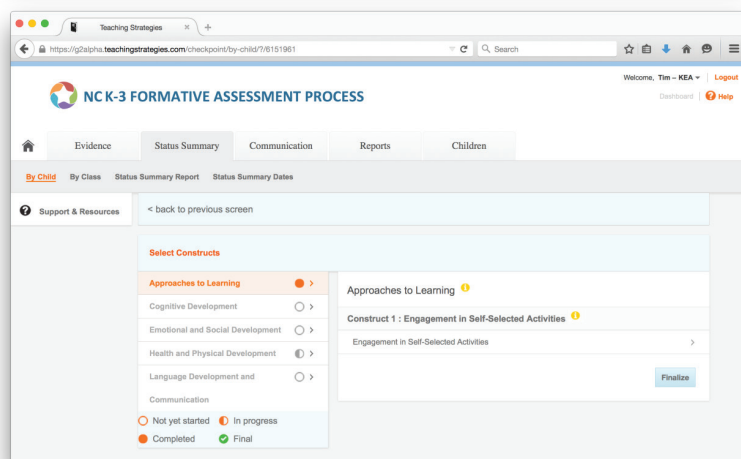 Teaching Strategies
https://g2alpha.teachingstrategies.com/checkpoint/by-child/?/6151961
Search
Welcome, Tim – KEA
Logout
NC K-3 FORMATIVE ASSESSMENT PROCESS
Dashboard
Help
Evidence
Status Summary
Communication
Reports
Children
By Child
By Class
Status Summary Report
Status Summary Dates
Support & Resources
< back to previous screen
Select Constructs
Approaches to Learning
Cognitive Development
Emotional and Social Development
Health and Physical Development
Language Development and
Communication
Not yet started
In progress
Completed
Final
Approaches to Learning
Construct 1 : Engagement in Self-Selected Activities
Engagement in Self-Selected Activities
Finalize